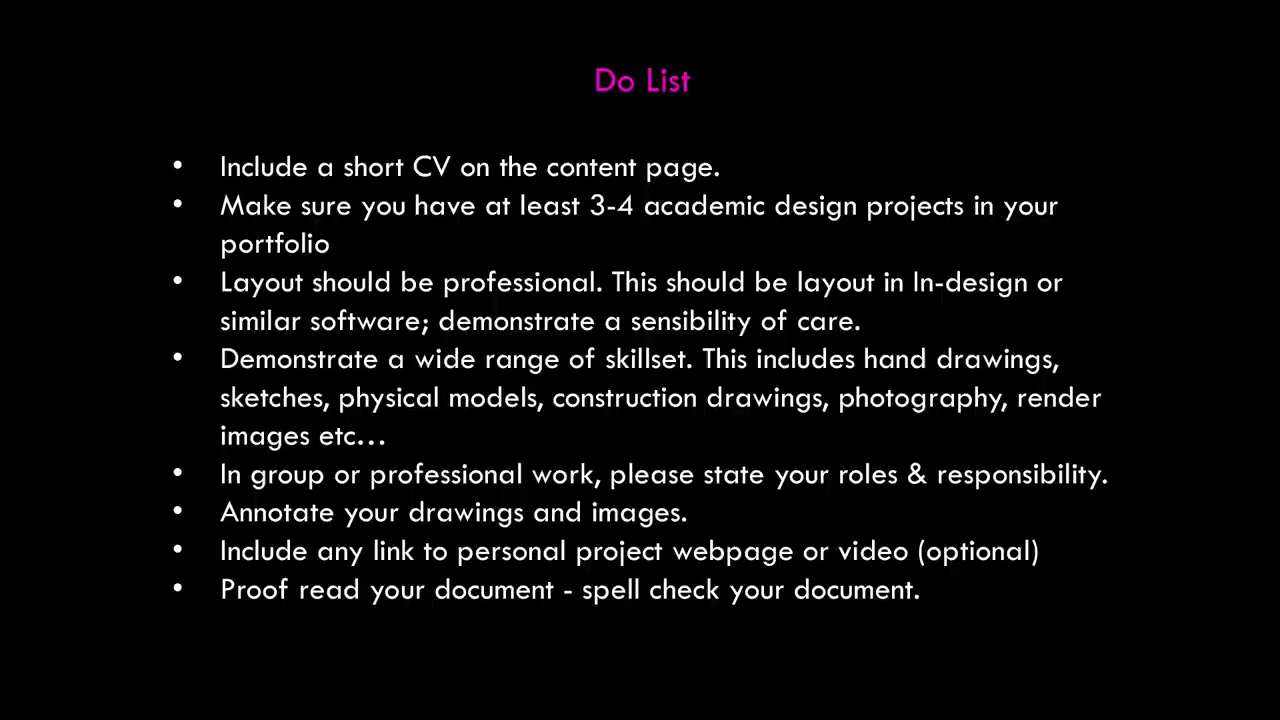 Do List
• Include a short CV on the content page.
• Make sure you have at least 3-4 academic design projects in your
portfolio
• Layout should be professional. This should be layout in In-design or
similar software; demonstrate a sensibility of care.
• Demonstrate a wide range of skillset. This includes hand drawings,
sketches, physical models, construction drawings, photography, render
images etc…
• In group or professional work, please state your roles & responsibility.
• Annotate your drawings and images.
• Include any link to personal project webpage or video (optional)
• Proof read your document - spell check your document.